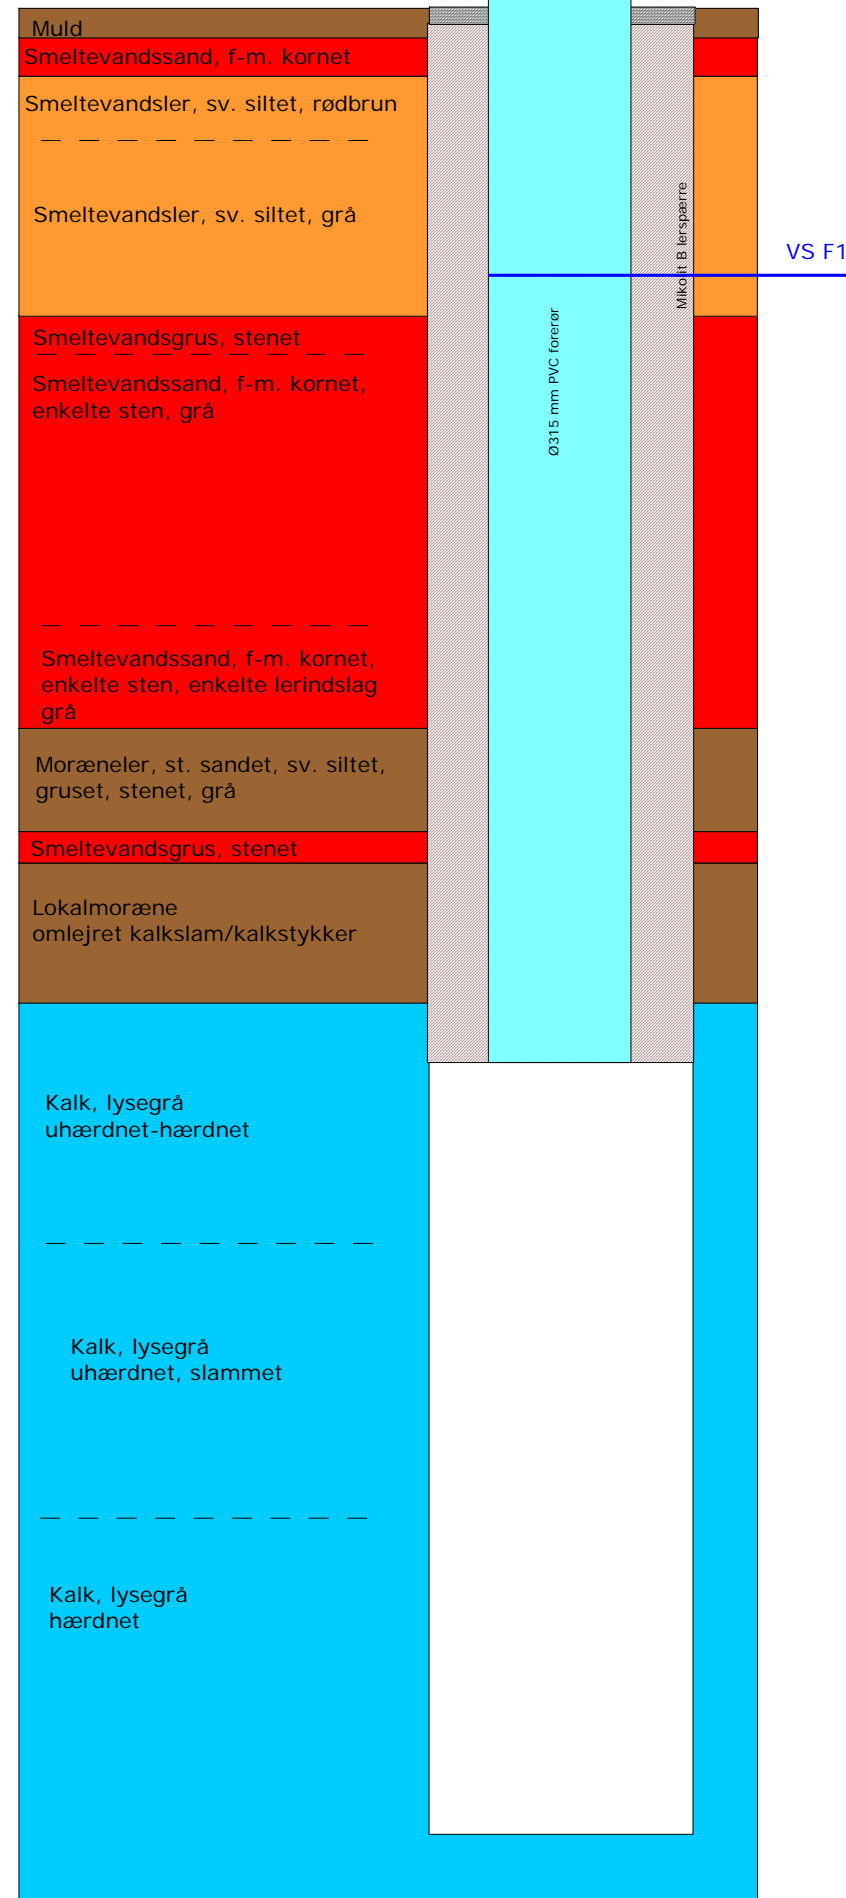 Muld
Smeltevandssand, f-m. kornet
Smeltevandsler, sv. siltet, rødbrun
Smeltevandsler, sv. siltet, grå
Mikolit B lerspærre
VS F1
Ø315 mm PVC forerør
Smeltevandsgrus, stenet
Smeltevandssand, f-m. kornet,
enkelte sten, grå
Smeltevandssand, f-m. kornet,
enkelte sten, enkelte lerindslag
grå
Moræneler, st. sandet, sv. siltet,
gruset, stenet, grå
Smeltevandsgrus, stenet
Lokalmoræne
omlejret kalkslam/kalkstykker
Kalk, lysegrå
uhærdnet-hærdnet
Kalk, lysegrå
uhærdnet, slammet
Kalk, lysegrå
hærdnet